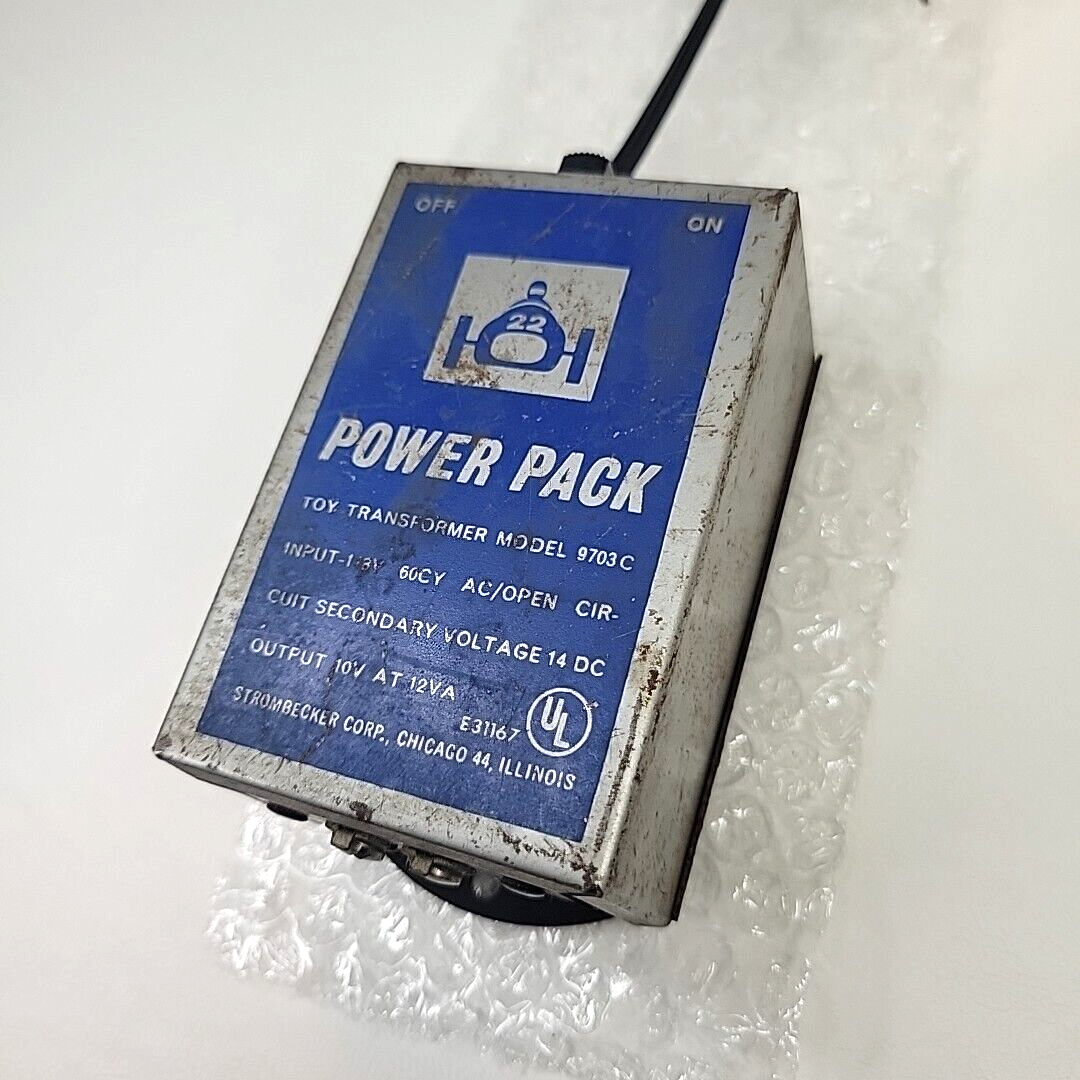 OFF ON
22
POWER PACK
TOY TRANSFORMER MODEL 9703C
60CY AC/OPEN CIR-
CUIT SECONDARY VOLTAGE 14 DC
OUTPUT 10V AT 12VA
E31167 UL
STROMBECKER CORP., CHICAGO 44, ILLINOIS